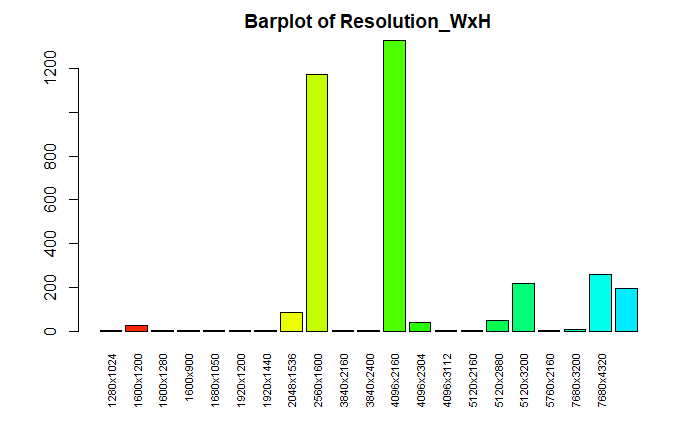 Barplot of Resolution_WxH
1200
800
600
400
200
0
1280x1024
1600x1200
1600x1280
1600x900
1680x1050
1920x1200
1920x1440
2048x1536
2560x1600
3840x2160
3840x2400
4096x2160
4096x2304
4096x3112
5120x2160
5120x2880
5120x3200
5760x2160
7680x3200
7680x4320